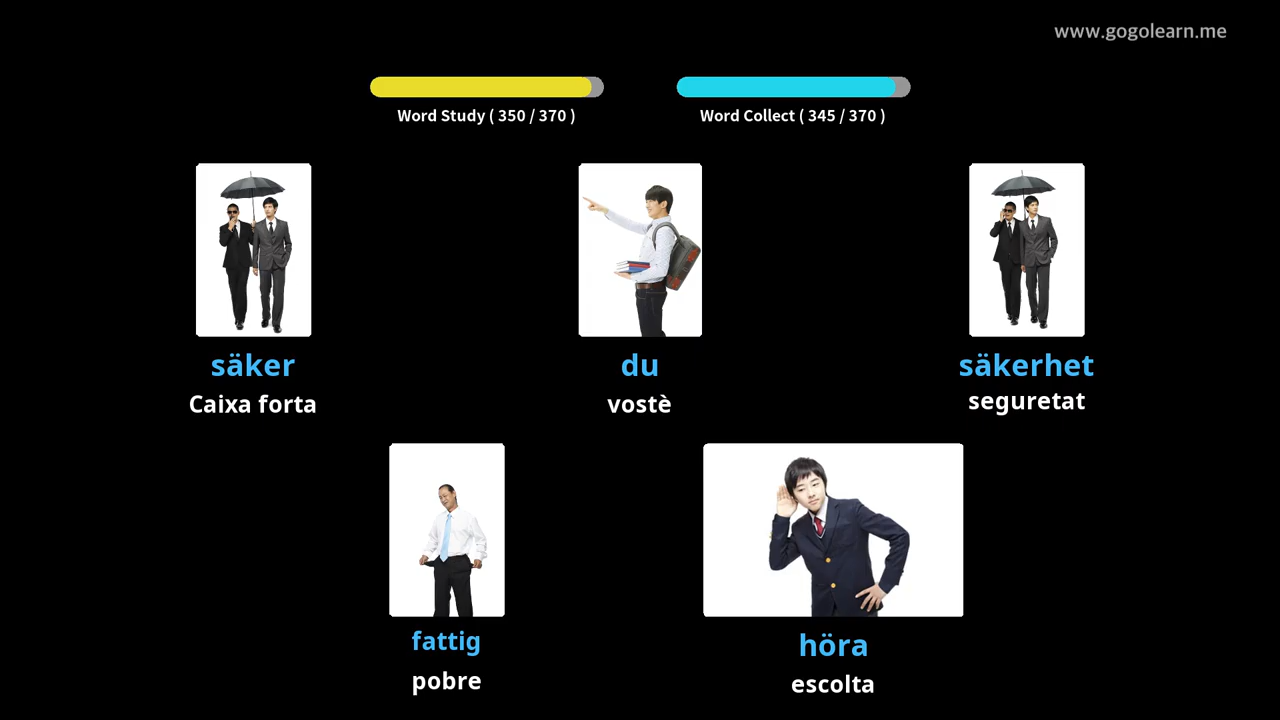 www.gogolearn.me
Word Study ( 350 / 370 )
Word Collect ( 345 / 370 )
säker
Caixa forta
du
vostè
säkerhet
seguretat
fattig
pobre
höra
escolta